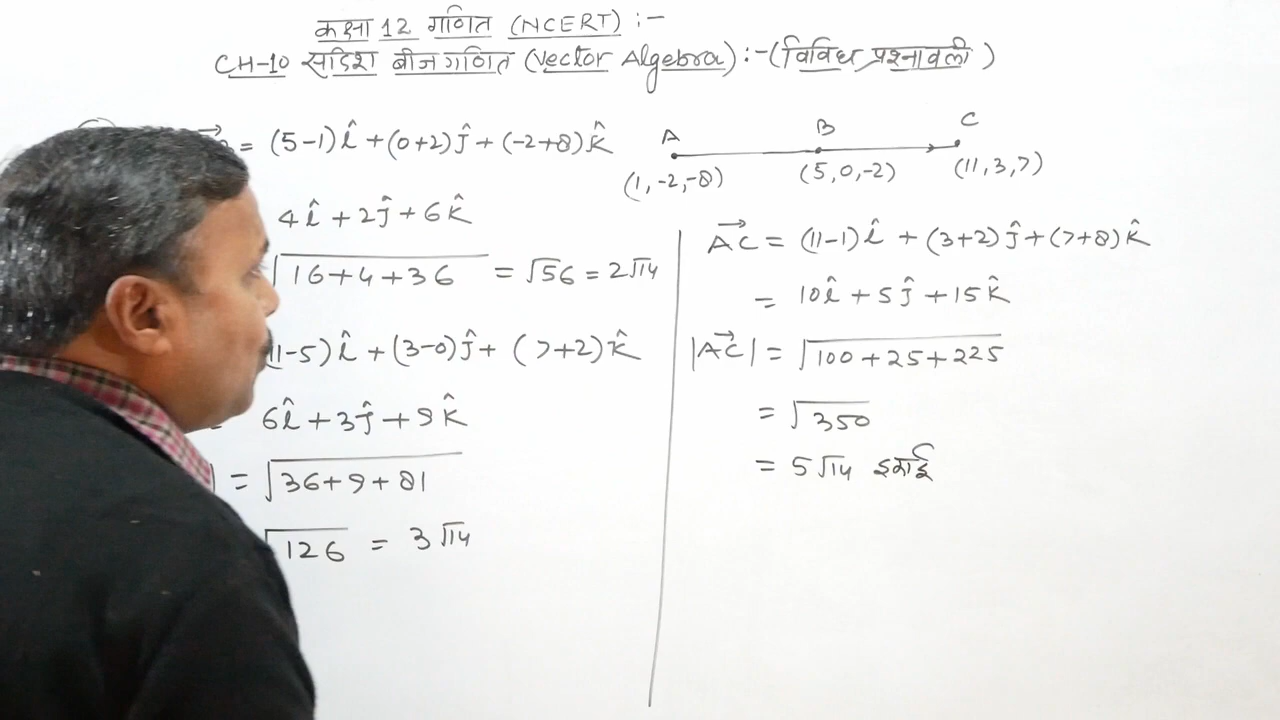 कक्षा 12 गणित (NCERT) :-
CH-10 सदिश बीजगणित (Vector Algebra) :- (विविध प्रश्नावली)
= (5-1)î + (0+2)ĵ + (-2+8)k̂
4î + 2ĵ + 6k̂
√16+4+36 = √56 = 2√14
11-5)î + (3-0)ĵ + (7+2)k̂
= 6î + 3ĵ + 9k̂
| = √36+9+81
√126 = 3√14
A B C
(1,-2,-8) (5,0,-2) (11,3,7)
AC→ = (11-1)î + (3+2)ĵ + (7+8)k̂
= 10î + 5ĵ + 15k̂
|AC→| = √100+25+225
= √350
= 5√14 इकाई